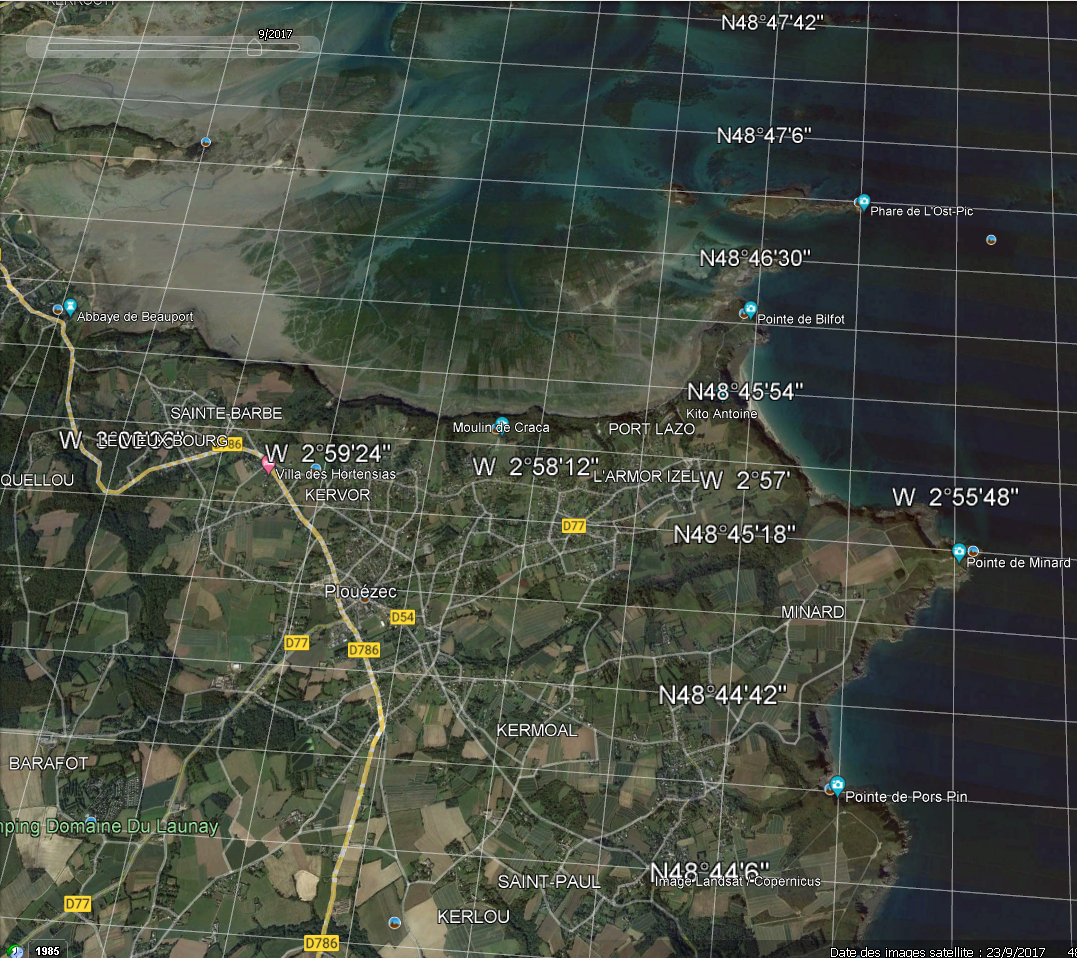 9/2017
N48°47'42"
N48°47'6"
Phare de L'Ost-Pic
N48°46'30"
Abbaye de Beauport
Pointe de Bilfot
N48°45'54"
SAINTE-BARBE
Kito Antoine
Moulin de Craca
PORT LAZO
LE VIEUX-BOURG
W 2°59'24"
W 2°58'12"
QUELLOU
Villa des Hortensias
L'ARMOR IZEL
W 2°57'
KERVOR
W 2°55'48"
D77
N48°45'18"
Pointe de Minard
Plouézec
MINARD
D54
D77
D786
N48°44'42"
KERMOAL
BARAFOT
Pointe de Pors Pin
mping Domaine Du Launay
N48°44'6"
SAINT-PAUL
Image Landsat / Copernicus
D77
KERLOU
D786
1985
Date des images satellite : 23/9/2017